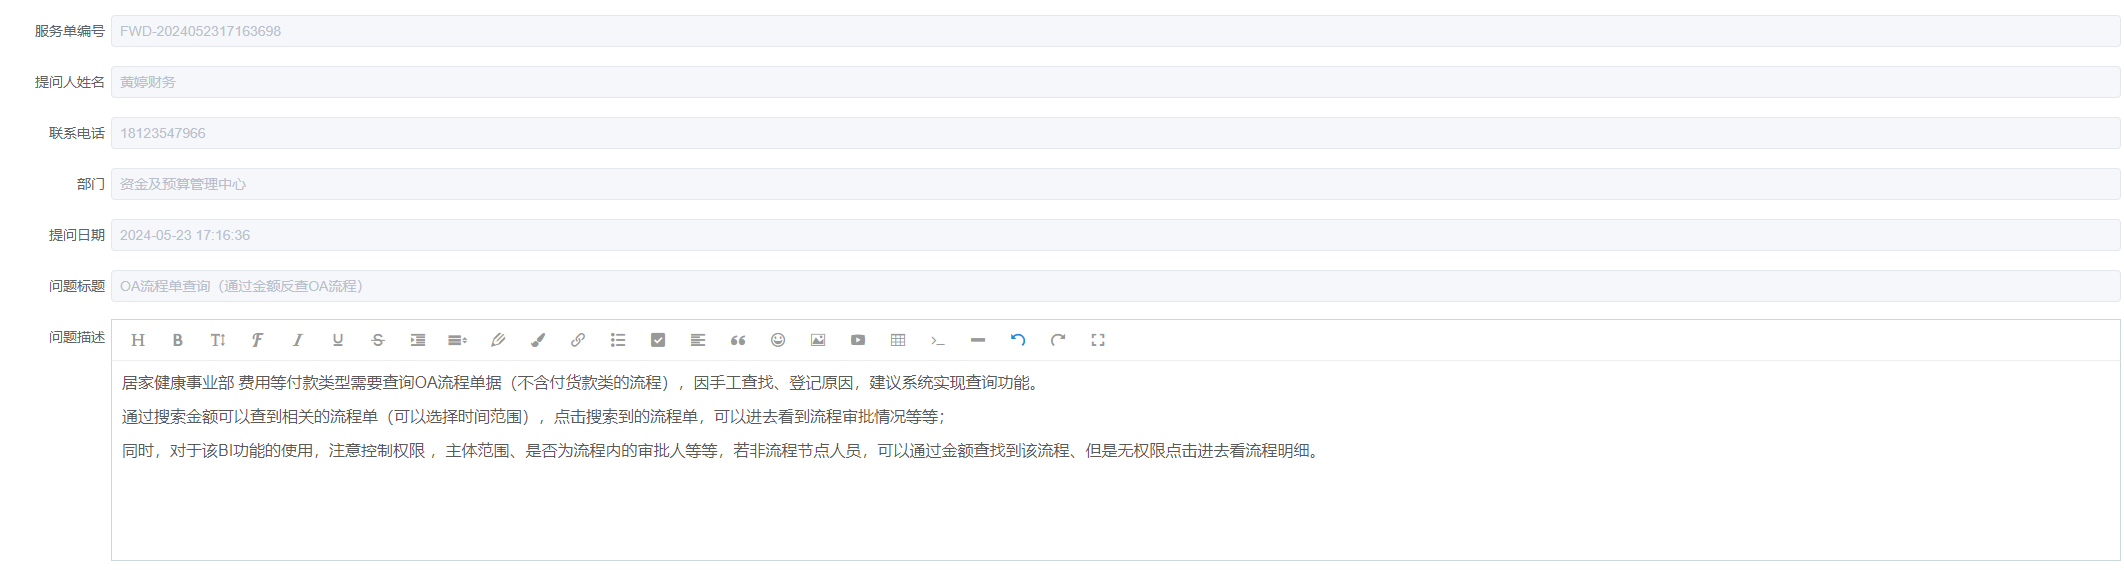 服务单编号 FWD-2024052317163698
提问人姓名 黄婷财务
联系电话 18123547966
部门 资金及预算管理中心
提问日期 2024-05-23 17:16:36
问题标题 OA流程单查询（通过金额反查OA流程）
问题描述
居家健康事业部 费用等付款类型需要查询OA流程单据（不含付货款类的流程），因手工查找、登记原因，建议系统实现查询功能。
通过搜索金额可以查到相关的流程单（可以选择时间范围），点击搜索到的流程单，可以进去看到流程审批情况等等；
同时，对于该BI功能的使用，注意控制权限 ，主体范围、是否为流程内的审批人等等，若非流程节点人员，可以通过金额查找到该流程、但是无权限点击进去看流程明细。